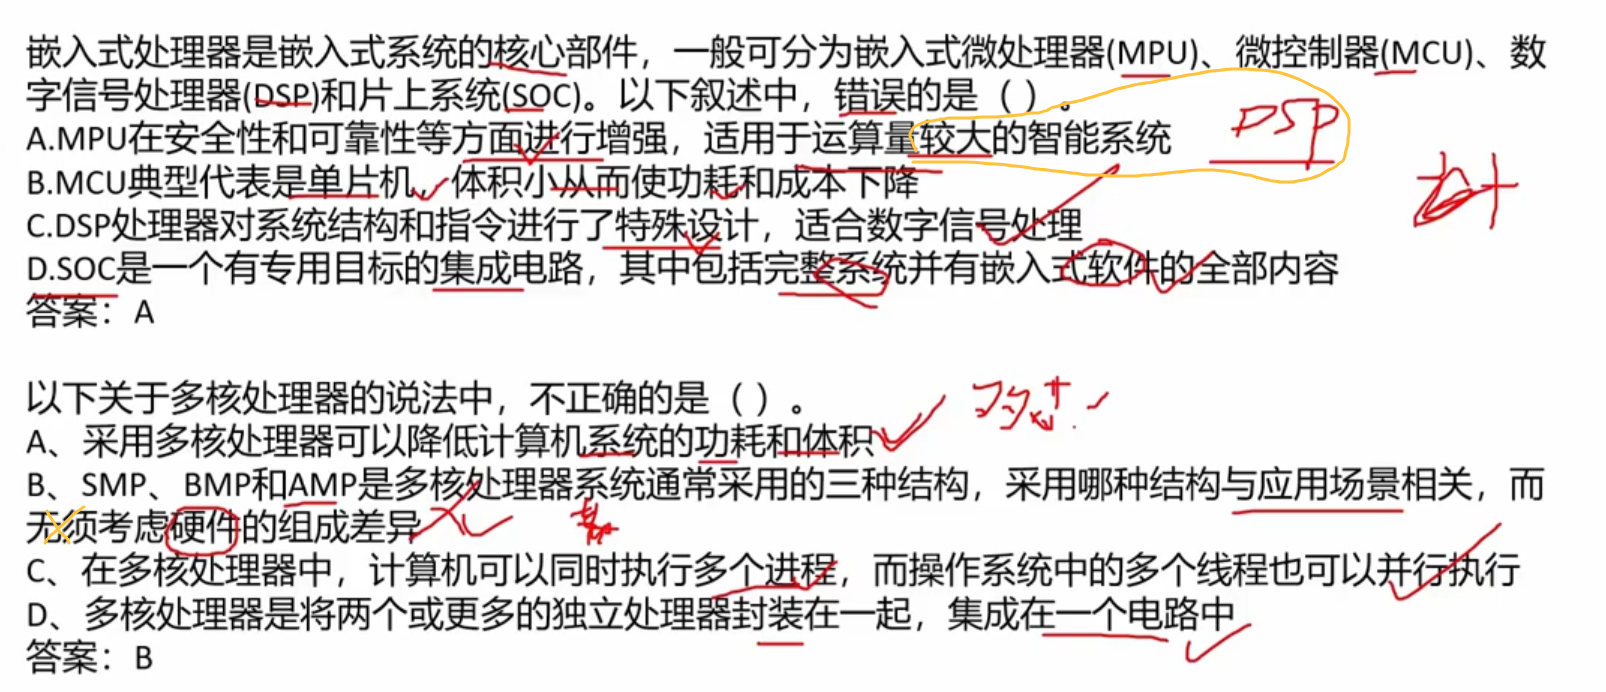 嵌入式处理器是嵌入式系统的核心部件，一般可分为嵌入式微处理器(MPU)、微控制器(MCU)、数
字信号处理器(DSP)和片上系统(SOC)。以下叙述中，错误的是（ ）。
A.MPU在安全性和可靠性等方面进行增强，适用于运算量较大的智能系统 DSP
B.MCU典型代表是单片机，体积小从而使功耗和成本下降
C.DSP处理器对系统结构和指令进行了特殊设计，适合数字信号处理
D.SOC是一个有专用目标的集成电路，其中包括完整系统并有嵌入式软件的全部内容
答案：A
以下关于多核处理器的说法中，不正确的是（ ）。
A、采用多核处理器可以降低计算机系统的功耗和体积
B、SMP、BMP和AMP是多核处理器系统通常采用的三种结构，采用哪种结构与应用场景相关，而
无须考虑硬件的组成差异
C、在多核处理器中，计算机可以同时执行多个进程，而操作系统中的多个线程也可以并行执行
D、多核处理器是将两个或更多的独立处理器封装在一起，集成在一个电路中
答案：B